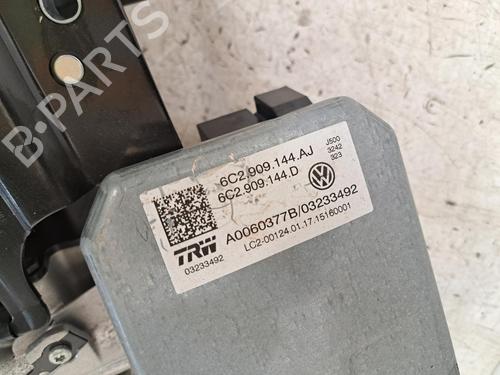 B-PARTS
6C2.909.144.AJ
6C2.909.144.D
J500
3242
323
TRW
03233492
A0060377B/03233492
LC2-00124.01.17.15160001